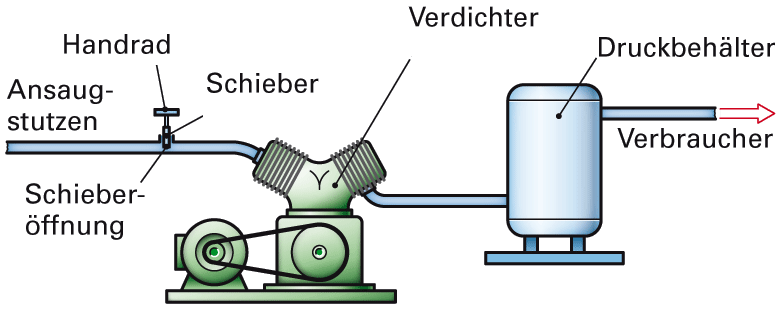 Verdichter
Handrad
Druckbehälter
Schieber
Ansaug-
stutzen
Verbraucher
Schieber-
öffnung